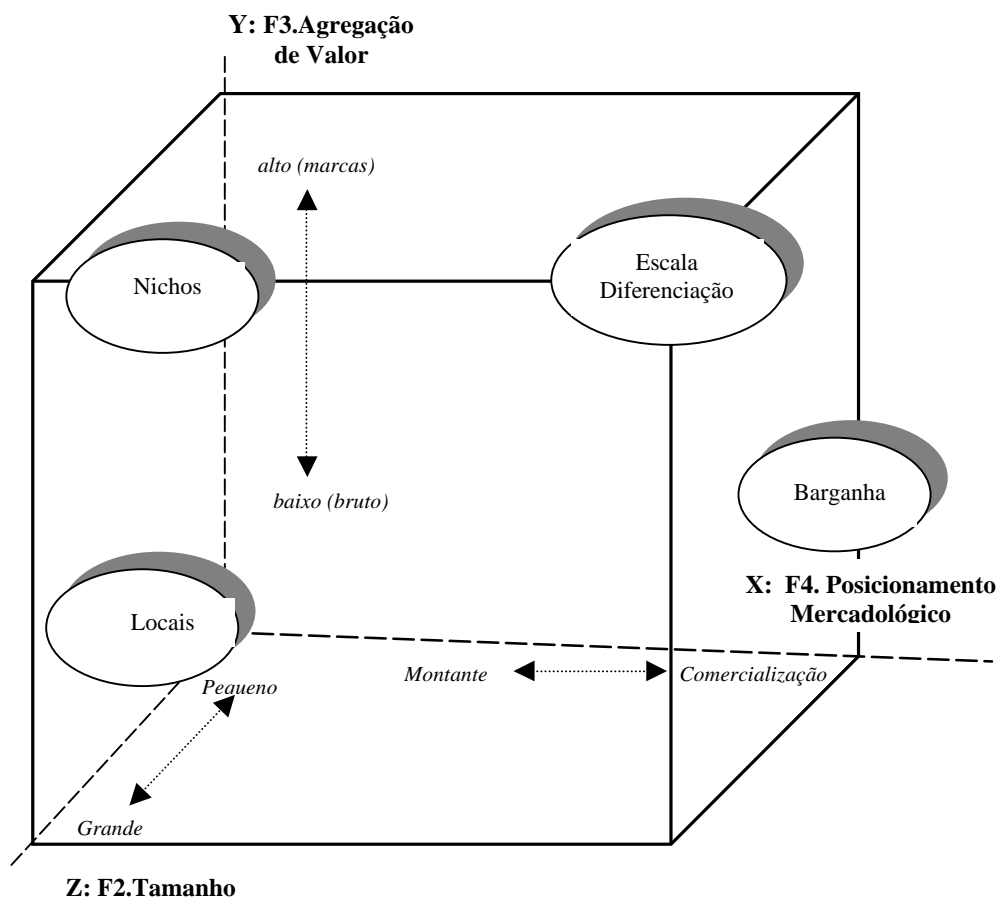 Y: F3.Agregação
de Valor
alto (marcas)
Nichos
Escala
Diferenciação
baixo (bruto)
Barganha
X: F4. Posicionamento
Mercadológico
Locais
Pequeno
Montante
Comercialização
Grande
Z: F2.Tamanho